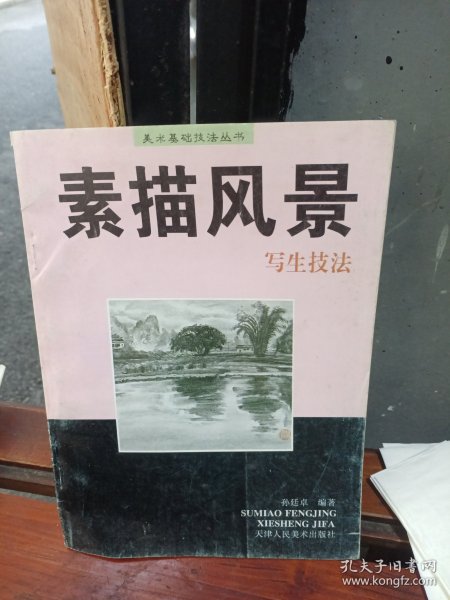 美术基础技法丛书
素描风景
写生技法
孙廷卓 编著
SUMIAO FENGJING
XIESHENG JIFA
天津人民美术出版社
孔夫子旧书网
www.kongfz.com